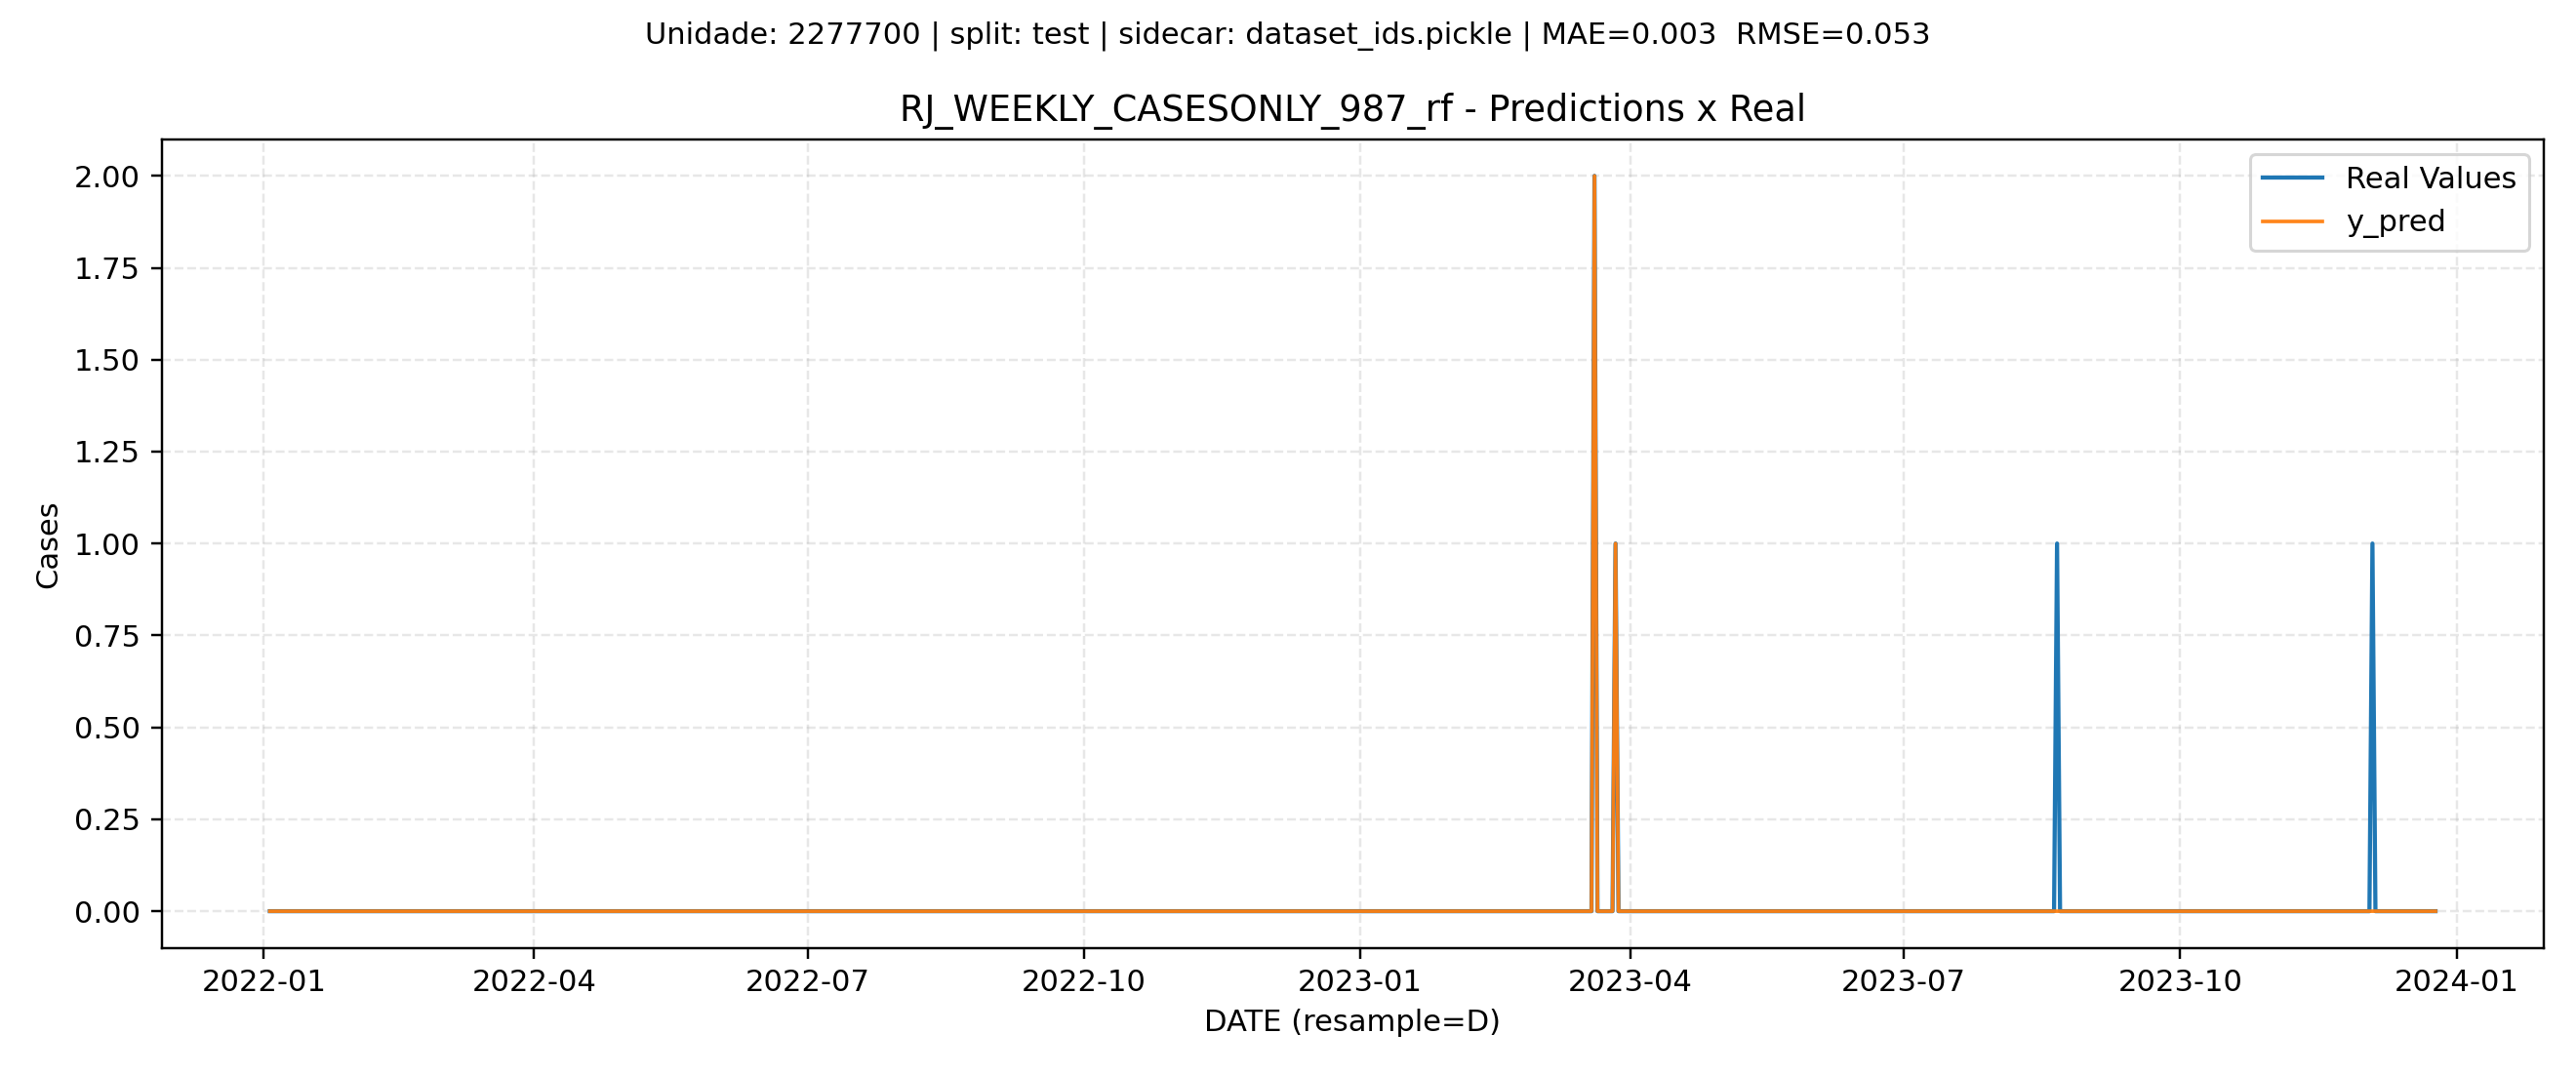 Unidade: 2277700 | split: test | sidecar: dataset_ids.pickle | MAE=0.003  RMSE=0.053
RJ_WEEKLY_CASESONLY_987_rf - Predictions x Real
Real Values
y_pred
Cases
2.00
1.75
1.50
1.25
1.00
0.75
0.50
0.25
0.00
2022-01 2022-04 2022-07 2022-10 2023-01 2023-04 2023-07 2023-10 2024-01
DATE (resample=D)